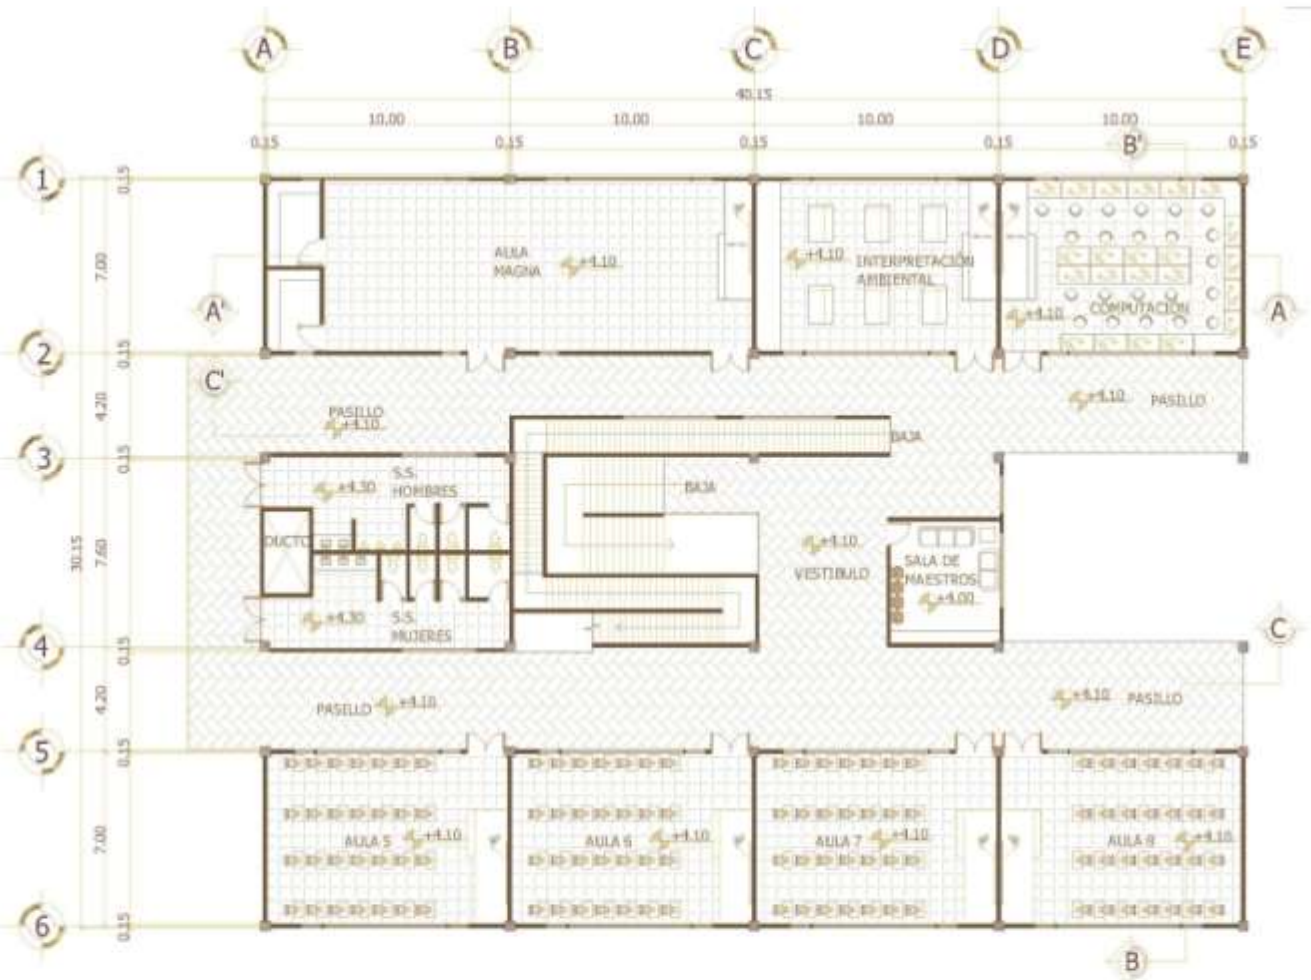 A B C D E
40.15
10.00 10.00 10.00 10.00
0.15 0.15 0.15 0.15 0.15
B'
1
0.15
7.00
AULA
MAGNA
+4.10
+4.10
INTERPRETACIÓN
AMBIENTAL
+4.10
COMPUTACIÓN
A'
A
2
0.15
C'
4.20
PASILLO
+4.10
+4.10
PASILLO
BAJA
3
0.15
S.S.
HOMBRES
+4.30
BAJA
DUCTO
30.15
7.60
+4.10
VESTIBULO
SALA DE
MAESTROS
+4.00
+4.30
S.S.
MUJERES
C
4
0.15
4.20
PASILLO
+4.10
+4.10
PASILLO
5
0.15
7.00
AULA 5
+4.10
AULA 6
+4.10
AULA 7
+4.10
AULA 8
+4.10
6
0.15
B